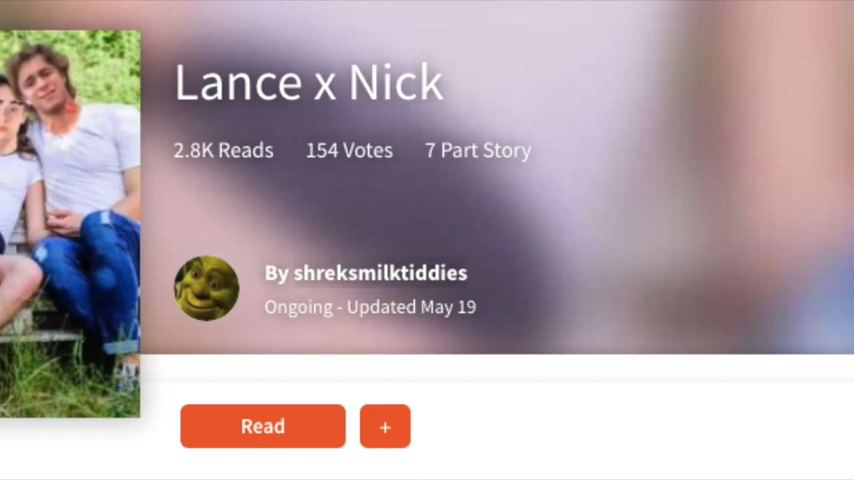 Lance x Nick
2.8K Reads 154 Votes 7 Part Story
By shreksmilktiddies
Ongoing - Updated May 19
Read +